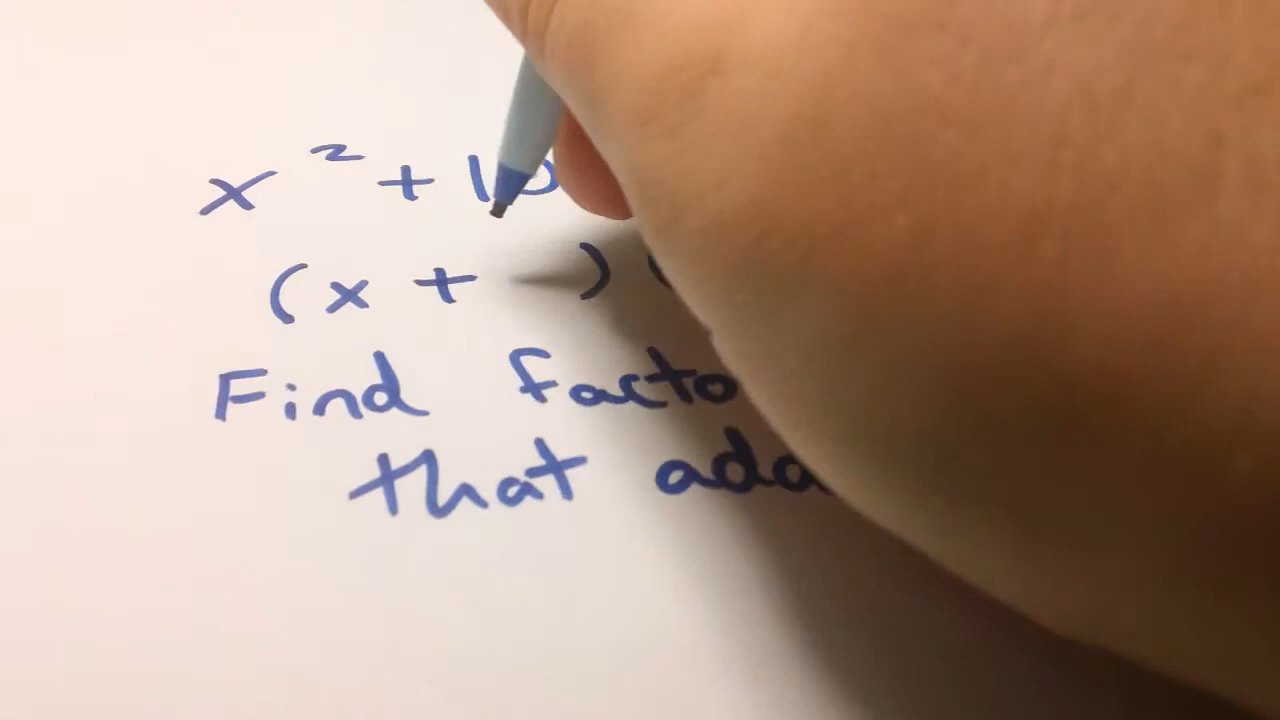 x² + 10
(x + ) (
Find facto
that add